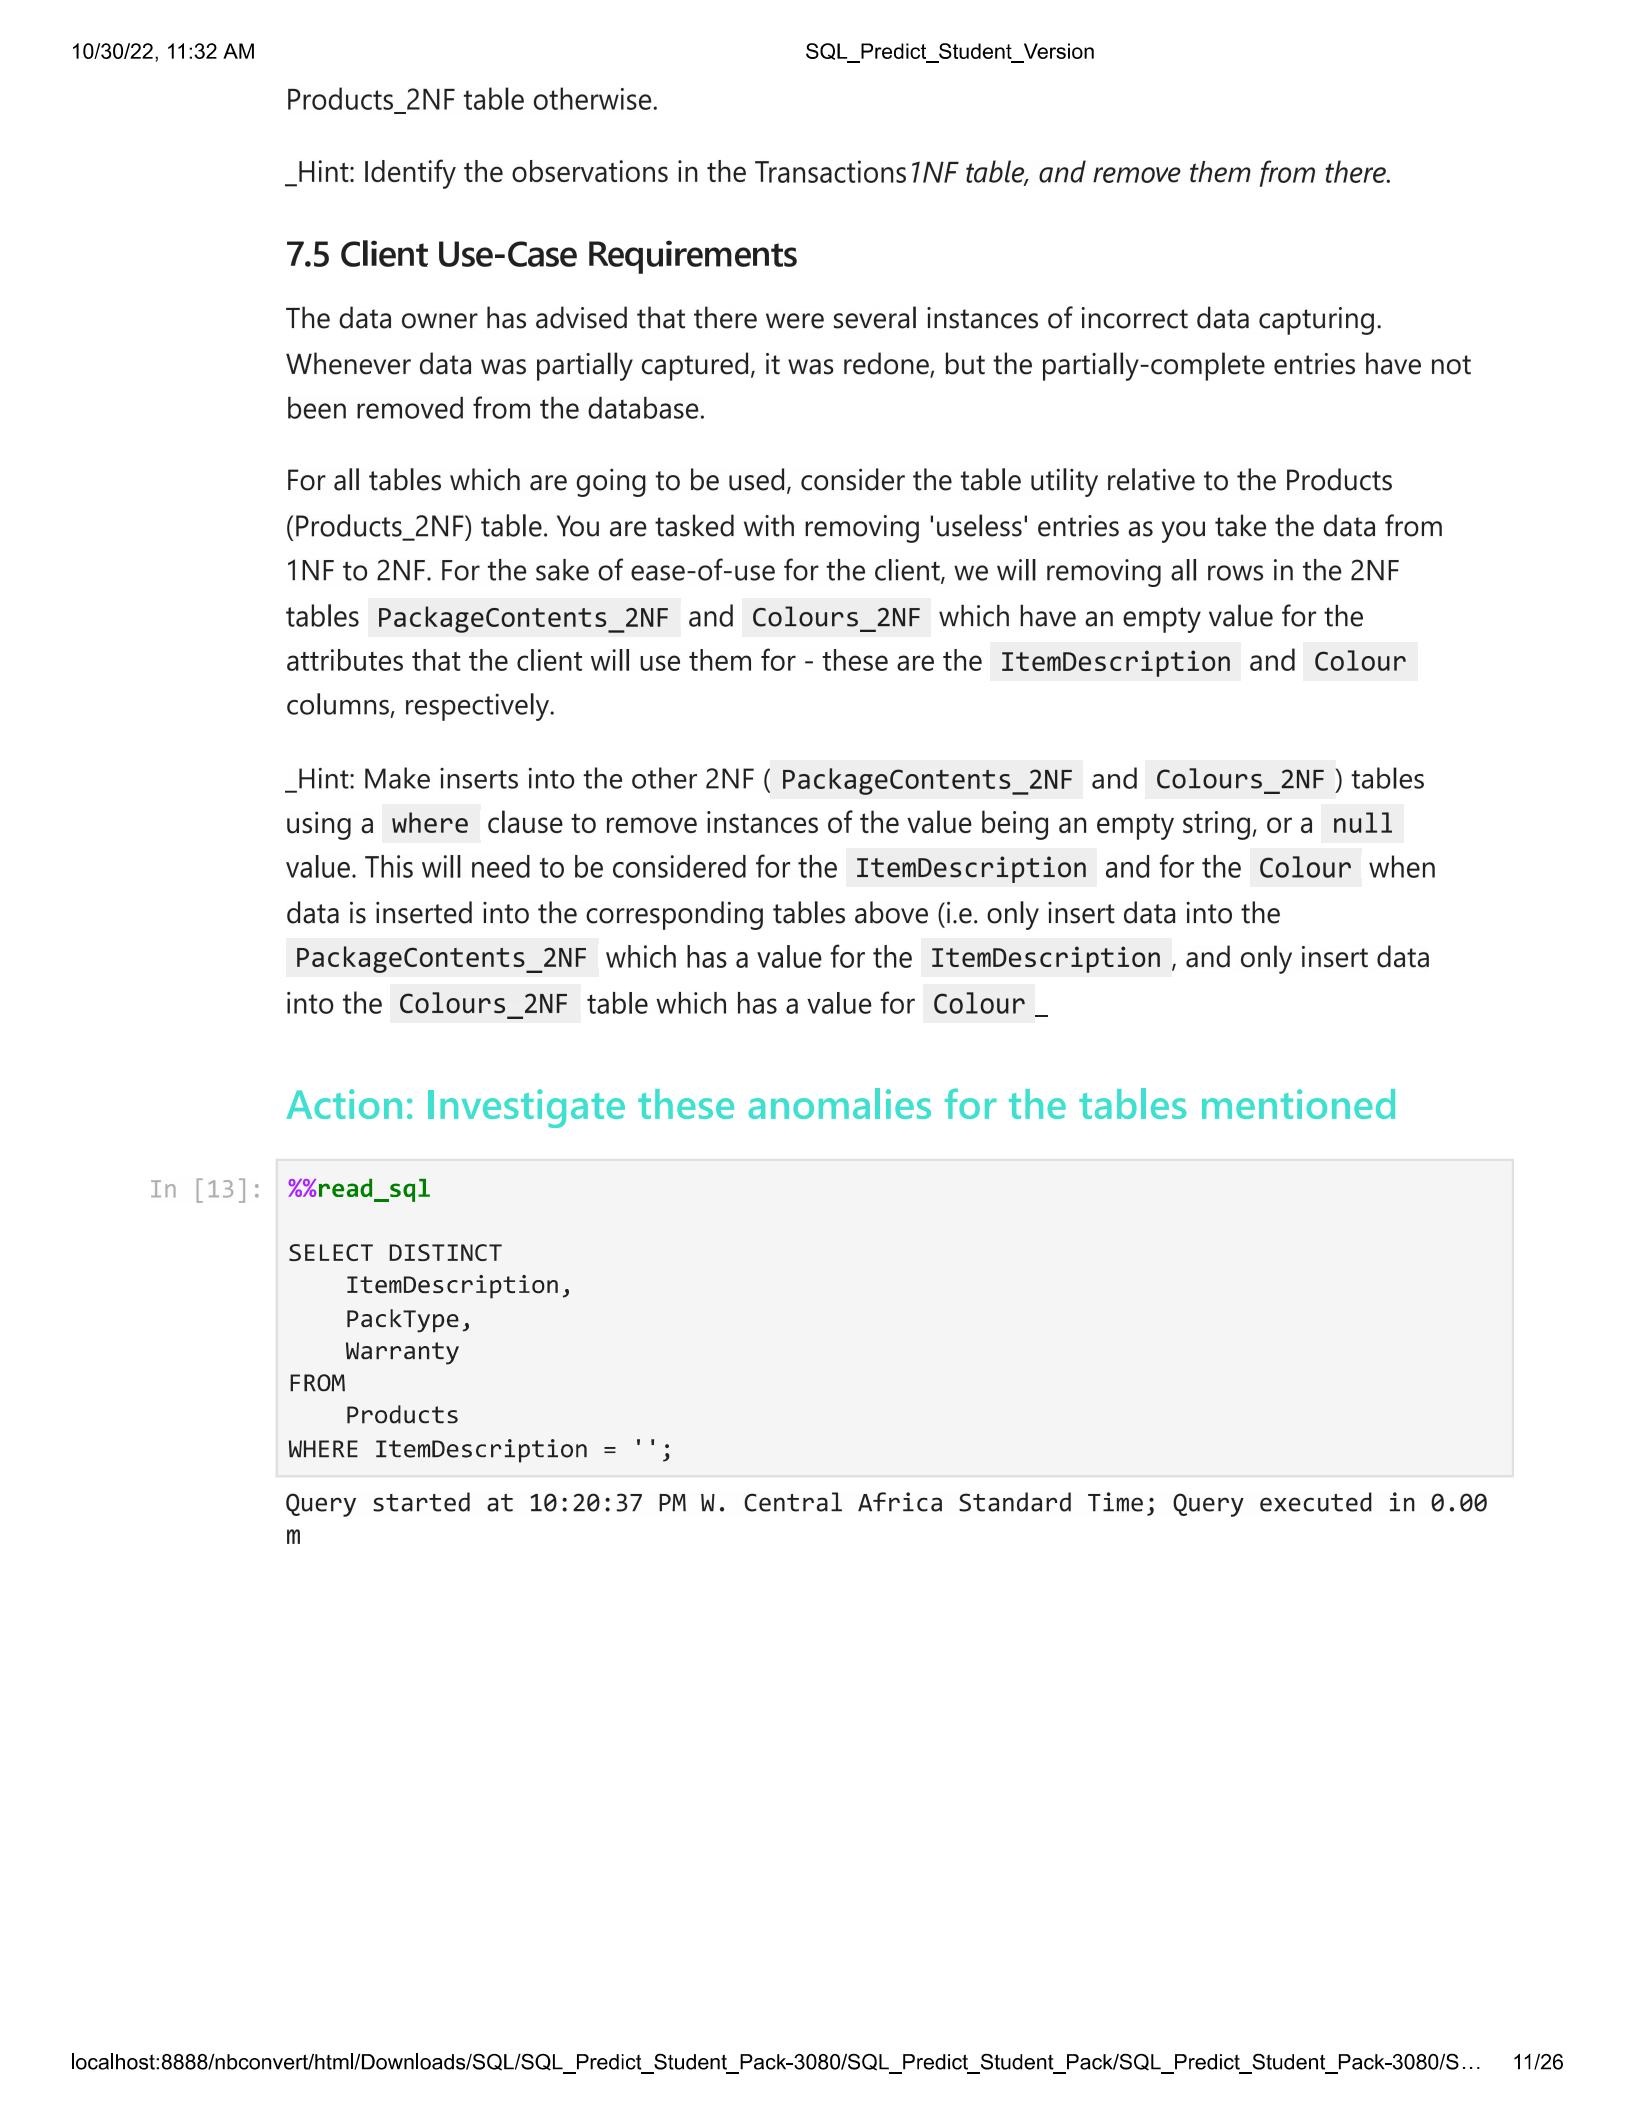 10/30/22, 11:32 AM SQL_Predict_Student_Version
Products_2NF table otherwise.
_Hint: Identify the observations in the Transactions1NF table, and remove them from there.
7.5 Client Use-Case Requirements
The data owner has advised that there were several instances of incorrect data capturing.
Whenever data was partially captured, it was redone, but the partially-complete entries have not
been removed from the database.
For all tables which are going to be used, consider the table utility relative to the Products
(Products_2NF) table. You are tasked with removing 'useless' entries as you take the data from
1NF to 2NF. For the sake of ease-of-use for the client, we will removing all rows in the 2NF
tables PackageContents_2NF and Colours_2NF which have an empty value for the
attributes that the client will use them for - these are the ItemDescription and Colour
columns, respectively.
_Hint: Make inserts into the other 2NF ( PackageContents_2NF and Colours_2NF ) tables
using a where clause to remove instances of the value being an empty string, or a null
value. This will need to be considered for the ItemDescription and for the Colour when
data is inserted into the corresponding tables above (i.e. only insert data into the
PackageContents_2NF which has a value for the ItemDescription , and only insert data
into the Colours_2NF table which has a value for Colour _
Action: Investigate these anomalies for the tables mentioned
In [13]: %%read_sql
SELECT DISTINCT
ItemDescription,
PackType,
Warranty
FROM
Products
WHERE ItemDescription = '';
Query started at 10:20:37 PM W. Central Africa Standard Time; Query executed in 0.00
m
localhost:8888/nbconvert/html/Downloads/SQL/SQL_Predict_Student_Pack-3080/SQL_Predict_Student_Pack/SQL_Predict_Student_Pack-3080/S… 11/26